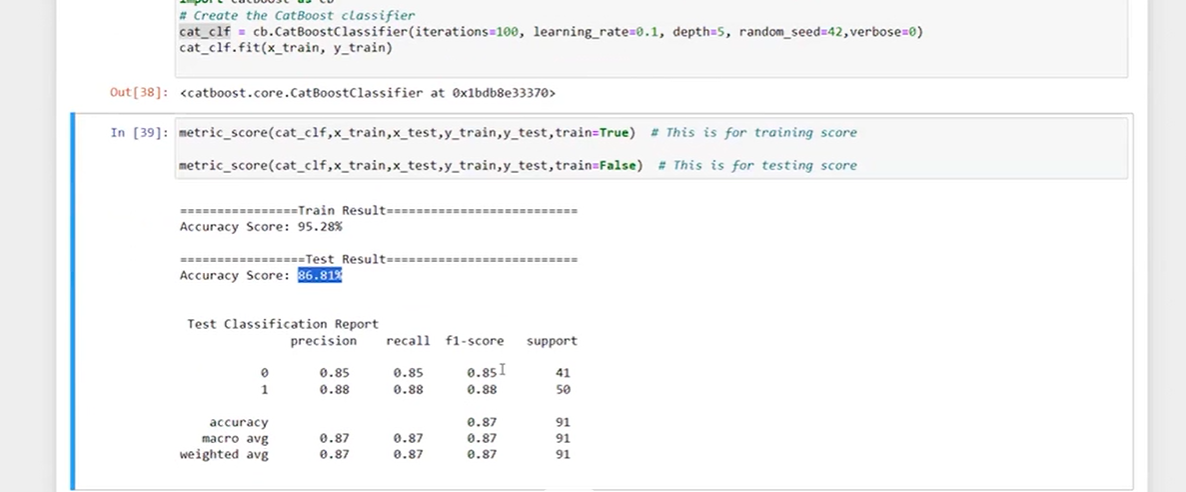 import catboost as cb
# Create the CatBoost classifier
cat_clf = cb.CatBoostClassifier(iterations=100, learning_rate=0.1, depth=5, random_seed=42,verbose=0)
cat_clf.fit(x_train, y_train)
Out[38]: <catboost.core.CatBoostClassifier at 0x1bdb8e33370>
In [39]: metric_score(cat_clf,x_train,x_test,y_train,y_test,train=True)  # This is for training score
metric_score(cat_clf,x_train,x_test,y_train,y_test,train=False)  # This is for testing score
================Train Result==========================
Accuracy Score: 95.28%
=================Test Result==========================
Accuracy Score: 86.81%
Test Classification Report
precision recall f1-score support
0 0.85 0.85 0.85 41
1 0.88 0.88 0.88 50
accuracy 0.87 91
macro avg 0.87 0.87 0.87 91
weighted avg 0.87 0.87 0.87 91